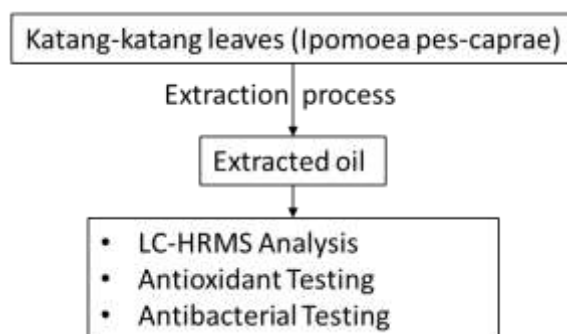 Katang-katang leaves (Ipomoea pes-caprae)
Extraction process
Extracted oil
• LC-HRMS Analysis
• Antioxidant Testing
• Antibacterial Testing